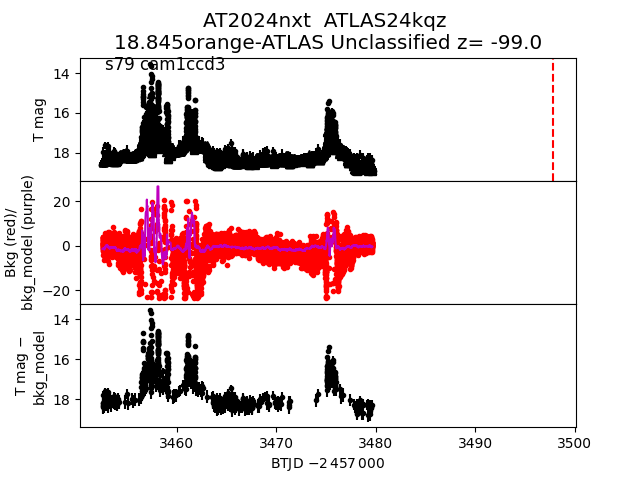 AT2024nxt ATLAS24kqz
18.845orange-ATLAS Unclassified z= -99.0
s79 cam1ccd3
T mag
14
16
18
Bkg (red)/
bkg_model (purple)
20
0
−20
T mag −
bkg_model
14
16
18
3460 3470 3480 3490 3500
BTJD −2 457 000